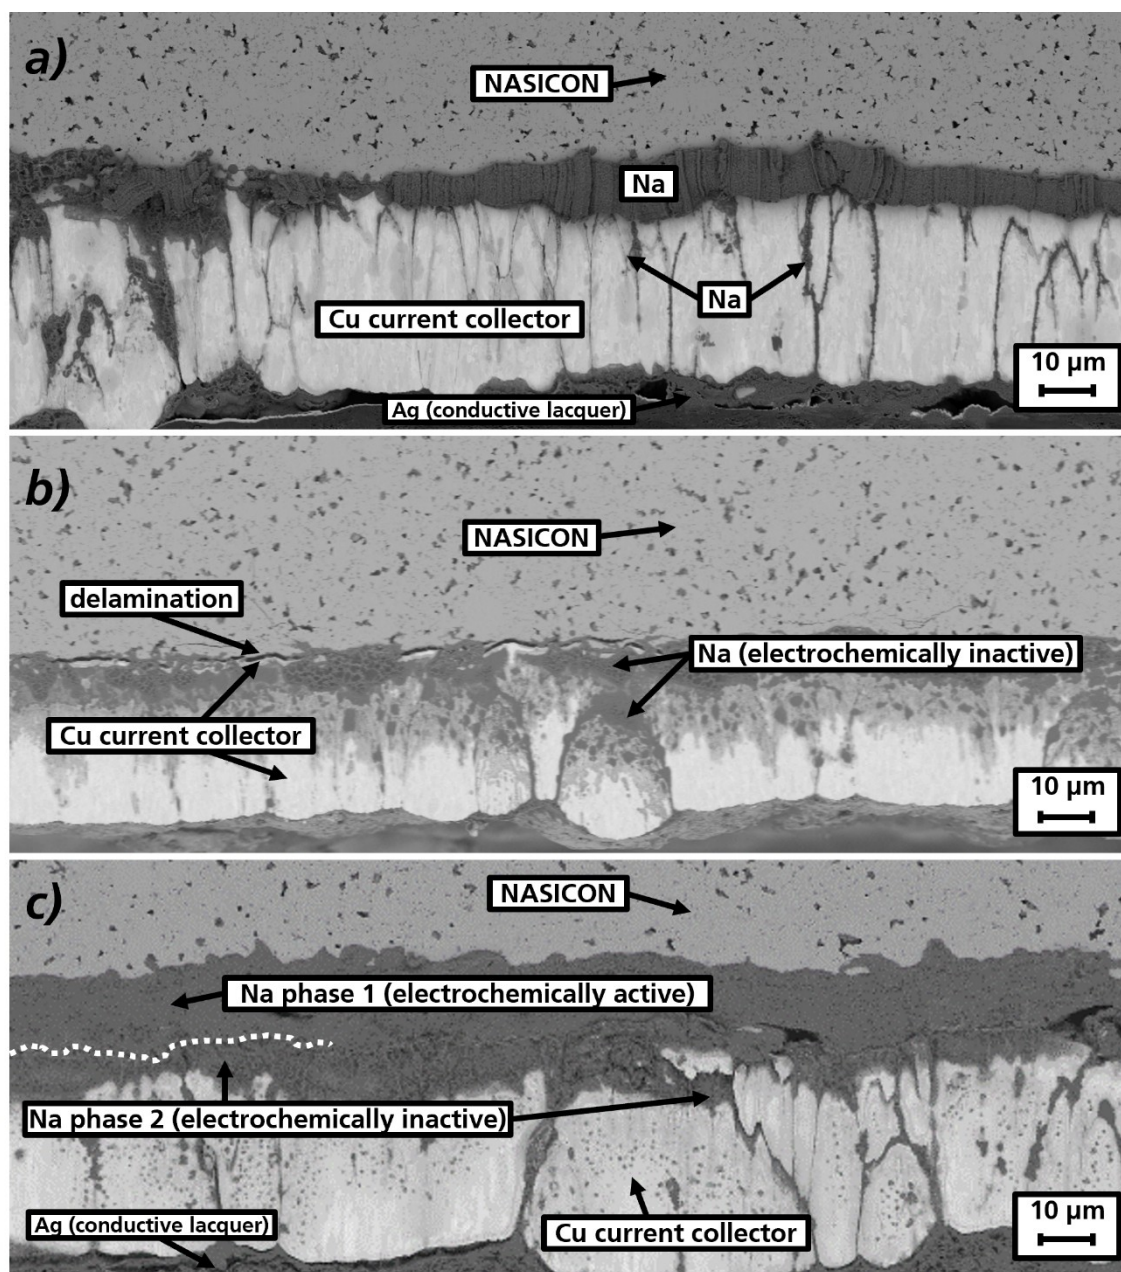 a)
NASICON
Na
Na
Cu current collector
Ag (conductive lacquer)
10 µm
b)
NASICON
delamination
Na (electrochemically inactive)
Cu current collector
10 µm
c)
NASICON
Na phase 1 (electrochemically active)
Na phase 2 (electrochemically inactive)
Ag (conductive lacquer)
Cu current collector
10 µm